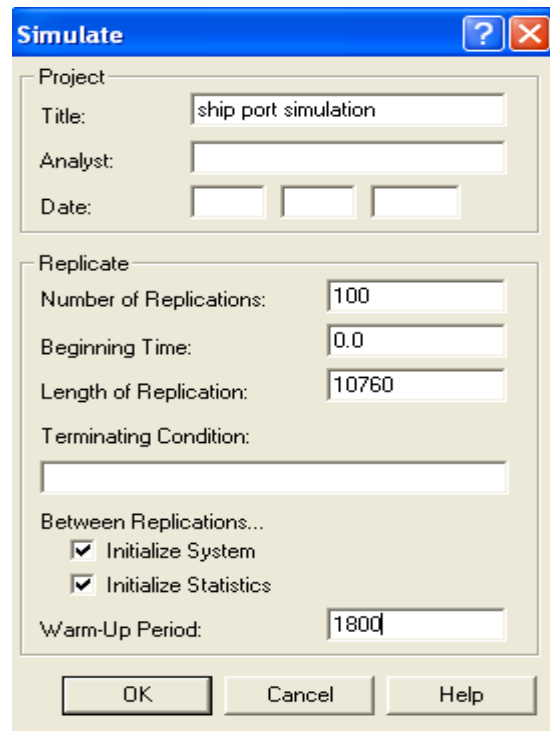 Simulate
Project
Title: ship port simulation
Analyst:
Date:
Replicate
Number of Replications: 100
Beginning Time: 0.0
Length of Replication: 10760
Terminating Condition:
Between Replications...
Initialize System
Initialize Statistics
Warm-Up Period: 1800
OK Cancel Help